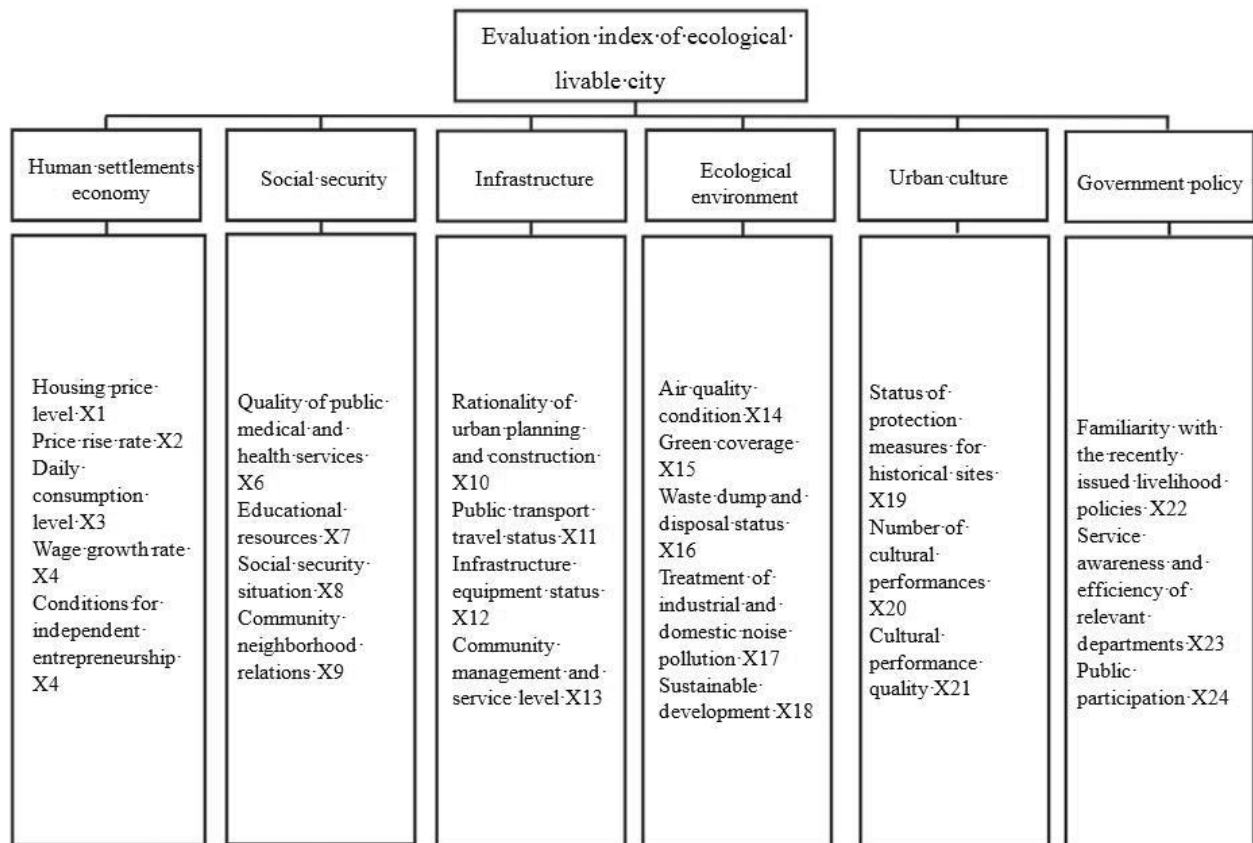 Evaluation·index·of·ecological·
livable·city
Human·settlements·
economy
Social·security
Infrastructure
Ecological·
environment
Urban·culture
Government·policy
Housing·price·
level·X1
Price·rise·rate·X2
Daily·
consumption·
level·X3
Wage·growth·rate·
X4
Conditions·for·
independent·
entrepreneurship·
X4
Quality·of·public·
medical·and·
health·services·
X6
Educational·
resources·X7
Social·security·
situation·X8
Community·
neighborhood·
relations·X9
Rationality·of·
urban·planning·
and·construction·
X10
Public·transport·
travel·status·X11
Infrastructure·
equipment·status·
X12
Community·
management·and·
service·level·X13
Air·quality·
condition·X14
Green·coverage·
X15
Waste·dump·and·
disposal·status·
X16
Treatment·of·
industrial·and·
domestic·noise·
pollution·X17
Sustainable·
development·X18
Status·of·
protection·
measures·for·
historical·sites·
X19
Number·of·
cultural·
performances·
X20
Cultural·
performance·
quality·X21
Familiarity·with·
the·recently·
issued·livelihood·
policies·X22
Service·
awareness·and·
efficiency·of·
relevant·
departments·X23
Public·
participation·X24